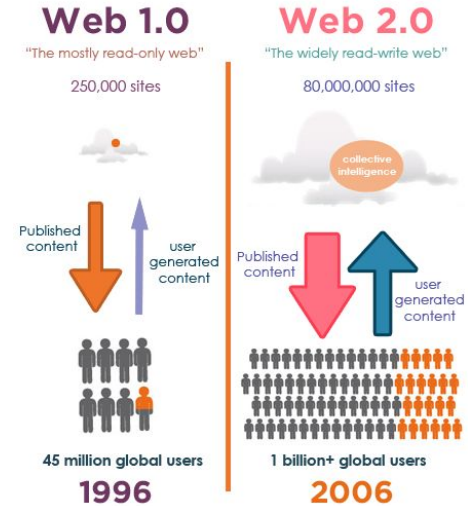 Web 1.0
"The mostly read-only web"
250,000 sites
Published
content
user
generated
content
45 million global users
1996
Web 2.0
"The widely read-write web"
80,000,000 sites
collective
intelligence
Published
content
user
generated
content
1 billion+ global users
2006